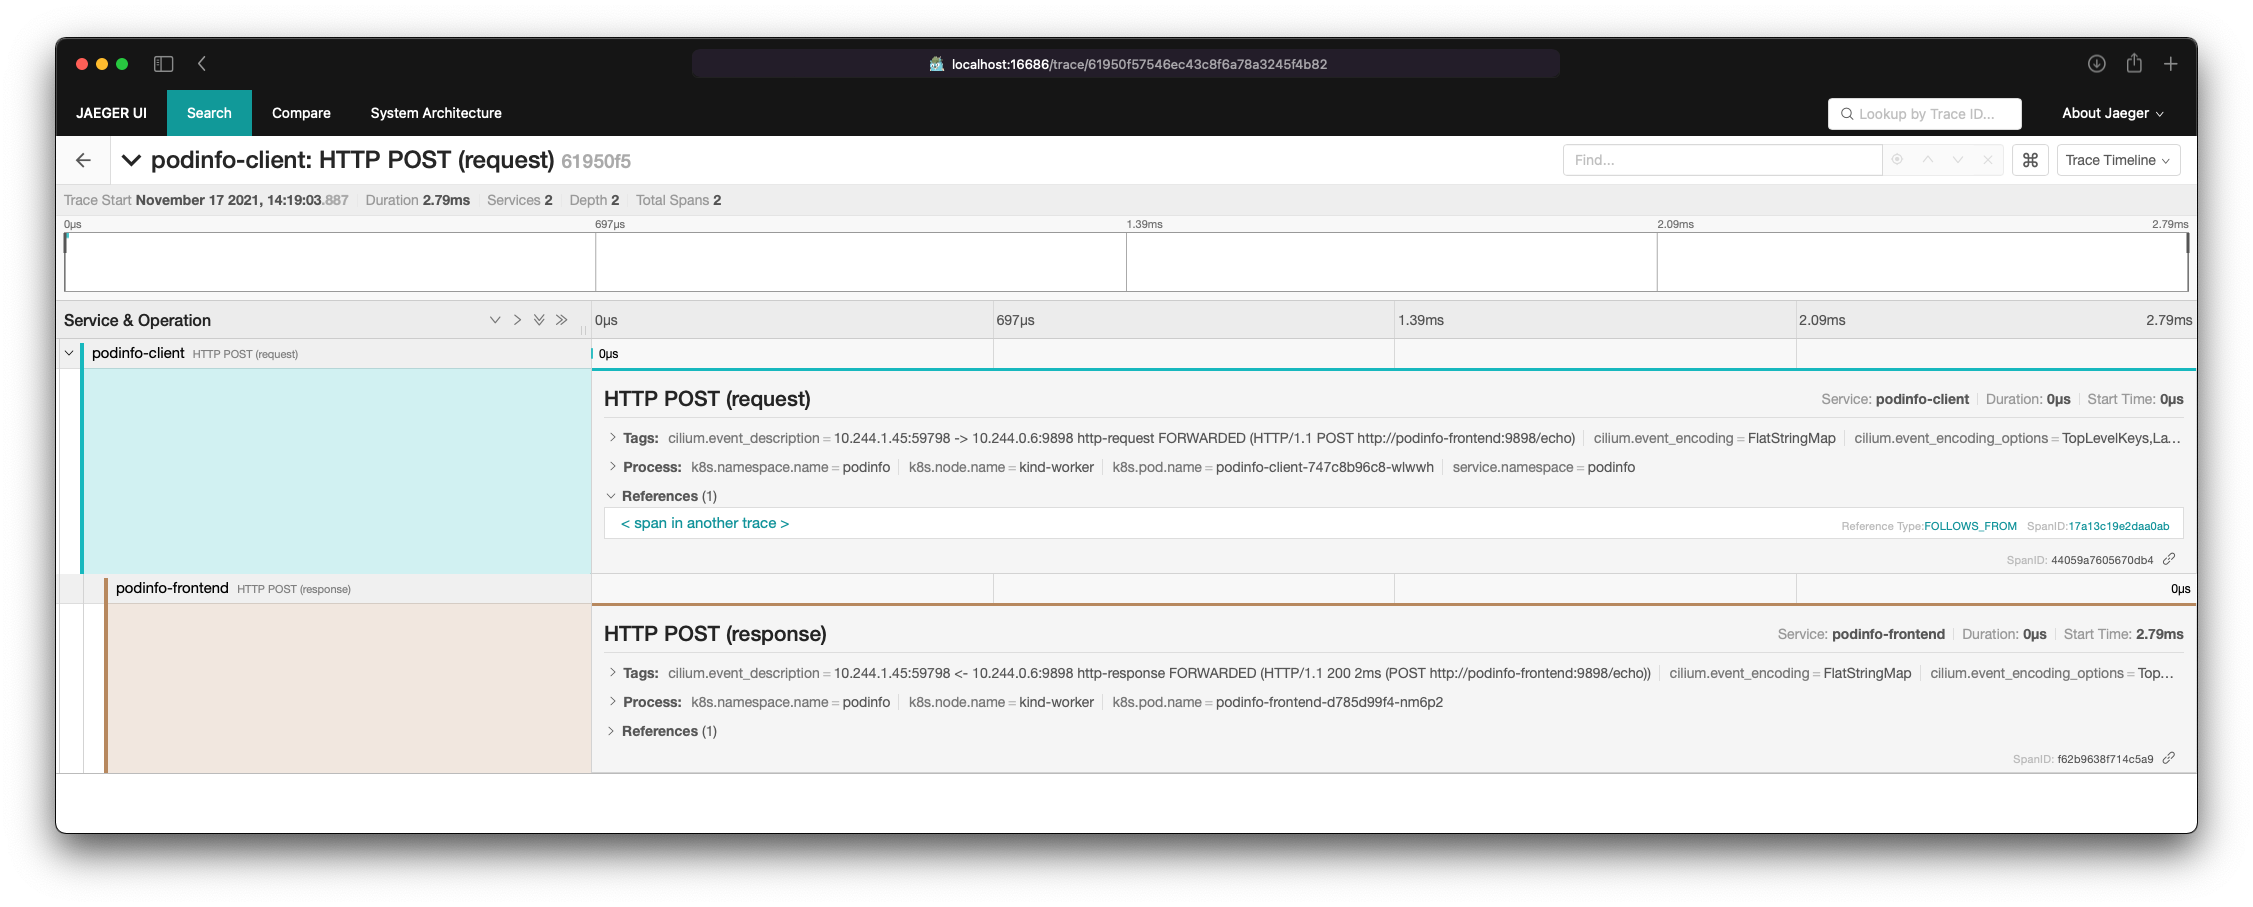 localhost:16686/trace/61950f57546ec43c8f6a78a3245f4b82
JAEGER UI Search Compare System Architecture Lookup by Trace ID... About Jaeger
podinfo-client: HTTP POST (request) 61950f5 Find... Trace Timeline
Trace Start November 17 2021, 14:19:03.887 Duration 2.79ms Services 2 Depth 2 Total Spans 2
0μs 697μs 1.39ms 2.09ms 2.79ms
Service & Operation 0μs 697μs 1.39ms 2.09ms 2.79ms
podinfo-client HTTP POST (request) 0μs
HTTP POST (request) Service: podinfo-client Duration: 0μs Start Time: 0μs
Tags: cilium.event_description = 10.244.1.45:59798 -> 10.244.0.6:9898 http-request FORWARDED (HTTP/1.1 POST http://podinfo-frontend:9898/echo) cilium.event_encoding = FlatStringMap cilium.event_encoding_options = TopLevelKeys,La...
Process: k8s.namespace.name = podinfo k8s.node.name = kind-worker k8s.pod.name = podinfo-client-747c8b96c8-wlwwh service.namespace = podinfo
References (1)
< span in another trace > Reference Type:FOLLOWS_FROM SpanID:17a13c19e2daa0ab
SpanID: 44059a7605670db4
podinfo-frontend HTTP POST (response) 0μs
HTTP POST (response) Service: podinfo-frontend Duration: 0μs Start Time: 2.79ms
Tags: cilium.event_description = 10.244.1.45:59798 <- 10.244.0.6:9898 http-response FORWARDED (HTTP/1.1 200 2ms (POST http://podinfo-frontend:9898/echo)) cilium.event_encoding = FlatStringMap cilium.event_encoding_options = Top...
Process: k8s.namespace.name = podinfo k8s.node.name = kind-worker k8s.pod.name = podinfo-frontend-d785d99f4-nm6p2
References (1)
SpanID: f62b9638f714c5a9